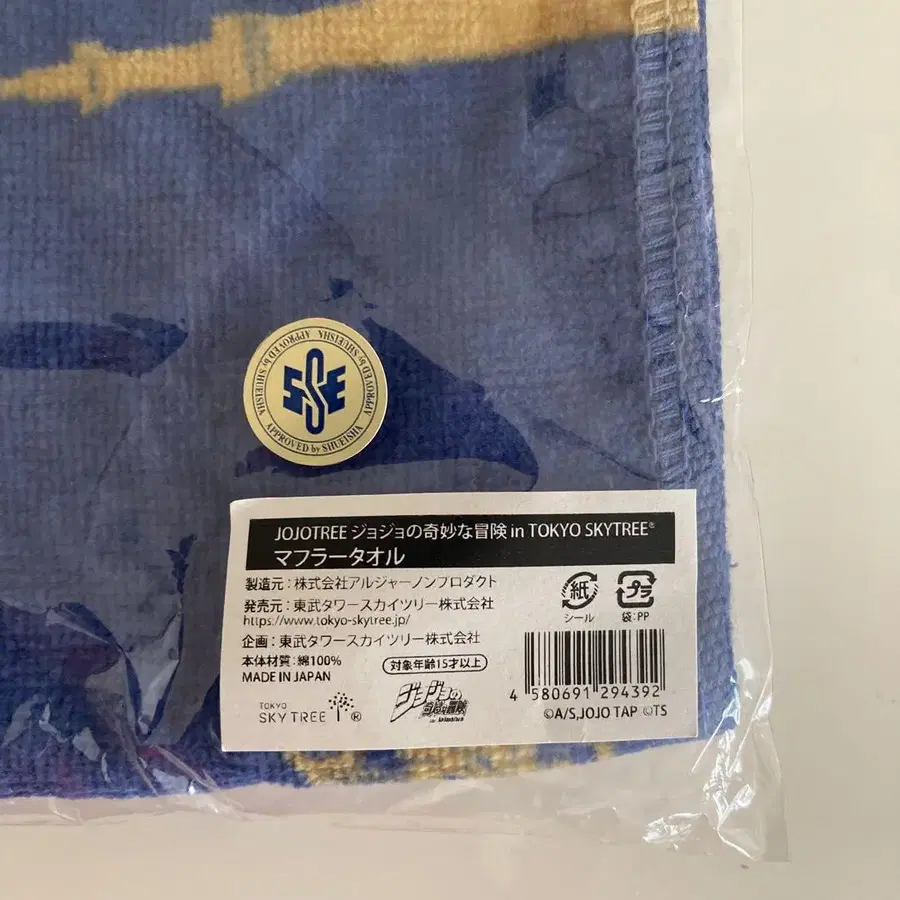 APPROVED by SHUEISHA APPROVED by SHUEISHA APPROVED by SHUEISHA
SSE
JOJOTREE ジョジョの奇妙な冒険 in TOKYO SKYTREE®
マフラータオル
製造元:株式会社アルジャーノンプロダクト
発売元:東武タワースカイツリー株式会社
https://www.tokyo-skytree.jp/
企画:東武タワースカイツリー株式会社
本体材質:綿100%
MADE IN JAPAN
対象年齢15才以上
紙
シール
プラ
袋:PP
4 580691 294392
TOKYO
SKYTREE®
ジョジョの
奇妙な冒険
©A/S,JOJO TAP ©TS